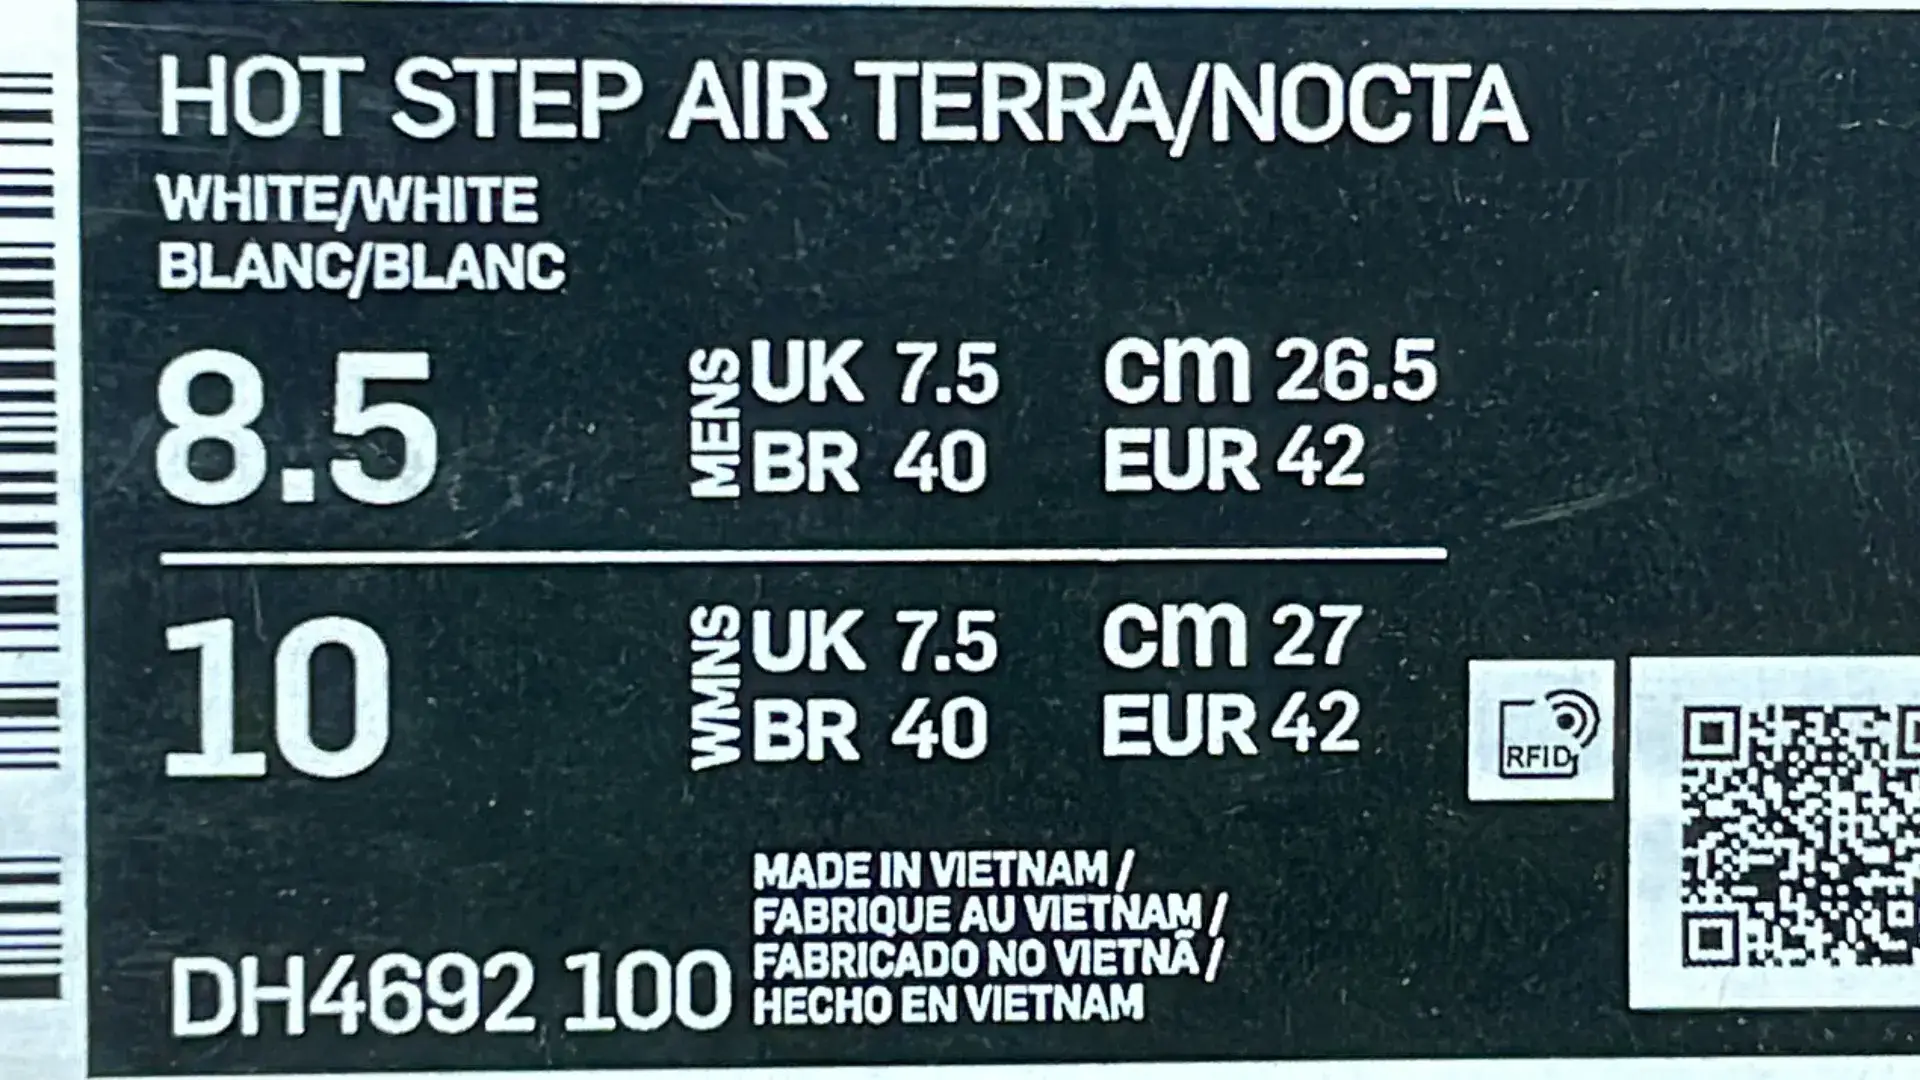 HOT STEP AIR TERRA/NOCTA
WHITE/WHITE
BLANC/BLANC
8.5 MENS UK 7.5 cm 26.5
BR 40 EUR 42
10 WMNS UK 7.5 cm 27
BR 40 EUR 42
RFID
MADE IN VIETNAM /
FABRIQUE AU VIETNAM /
FABRICADO NO VIETNÃ /
HECHO EN VIETNAM
DH4692 100